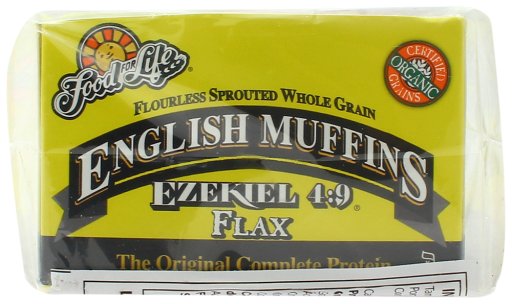 Food FOR Life®
CERTIFIED
ORGANIC
GRAINS
FLOURLESS SPROUTED WHOLE GRAIN
ENGLISH MUFFINS
EZEKIEL 4:9®
FLAX
The Original Complete Protein